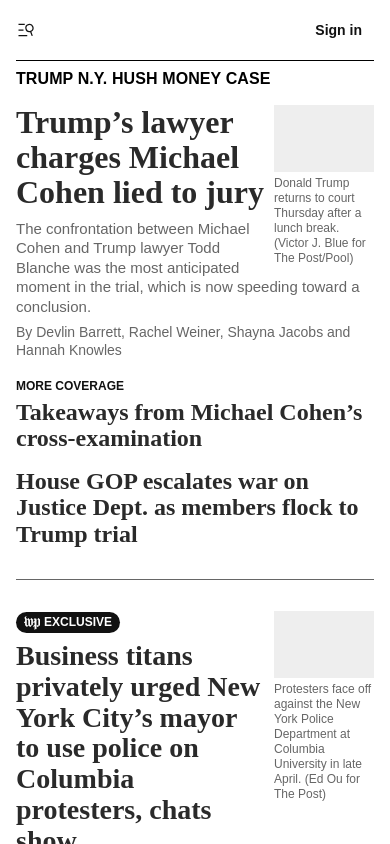 Sign in
TRUMP N.Y. HUSH MONEY CASE
Trump’s lawyer
charges Michael
Cohen lied to jury
Donald Trump
returns to court
Thursday after a
lunch break.
(Victor J. Blue for
The Post/Pool)
The confrontation between Michael
Cohen and Trump lawyer Todd
Blanche was the most anticipated
moment in the trial, which is now speeding toward a
conclusion.
By Devlin Barrett, Rachel Weiner, Shayna Jacobs and
Hannah Knowles
MORE COVERAGE
Takeaways from Michael Cohen’s
cross-examination
House GOP escalates war on
Justice Dept. as members flock to
Trump trial
wp EXCLUSIVE
Business titans
privately urged New
York City’s mayor
to use police on
Columbia
protesters, chats
show
Protesters face off
against the New
York Police
Department at
Columbia
University in late
April. (Ed Ou for
The Post)